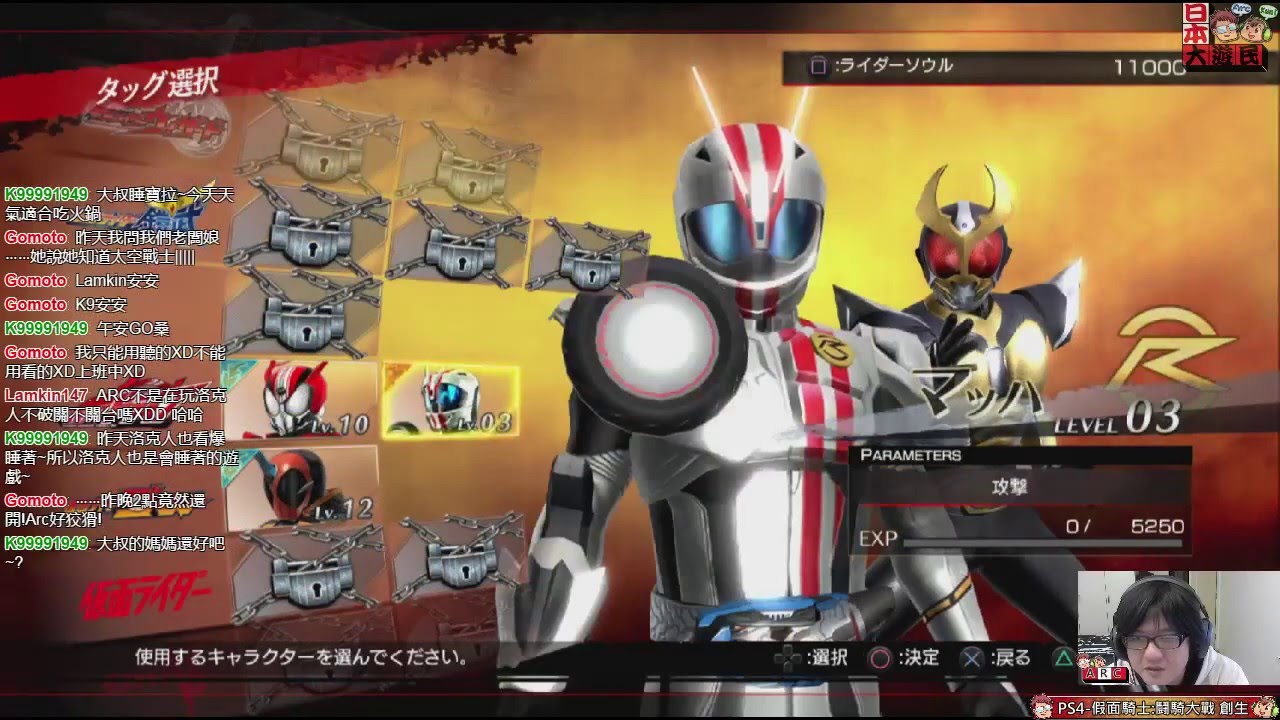 タッグ選択
□:ライダーソウル 11000
日本大遊民
K99991949 大叔睡寶拉~今天天
氣適合吃火鍋
Gomoto 昨天我問我們老闆娘
······她說她知道太空戰士|||||
Gomoto Lamkin安安
Gomoto K9安安
K99991949 午安GO桑
Gomoto 我只能用聽的XD不能
用看的XD上班中XD
Lamkin147 ARC不是在玩洛克
人不破關不關台嗎XDD 哈哈
K99991949 昨天洛克人也看爆
睡著~所以洛克人也是會睡著的遊
戲~
Gomoto ······昨晚2點竟然還
開!Arc好狡猾!
K99991949 大叔的媽媽還好吧
~?
Lv.10
Lv.03
Lv.12
仮面ライダー
マッハ
LEVEL 03
PARAMETERS
攻撃
EXP 0/ 5250
使用するキャラクターを選んでください。
:選択 ○:決定 ×:戻る △
ARC
PS4-假面騎士:鬪騎大戰 創生